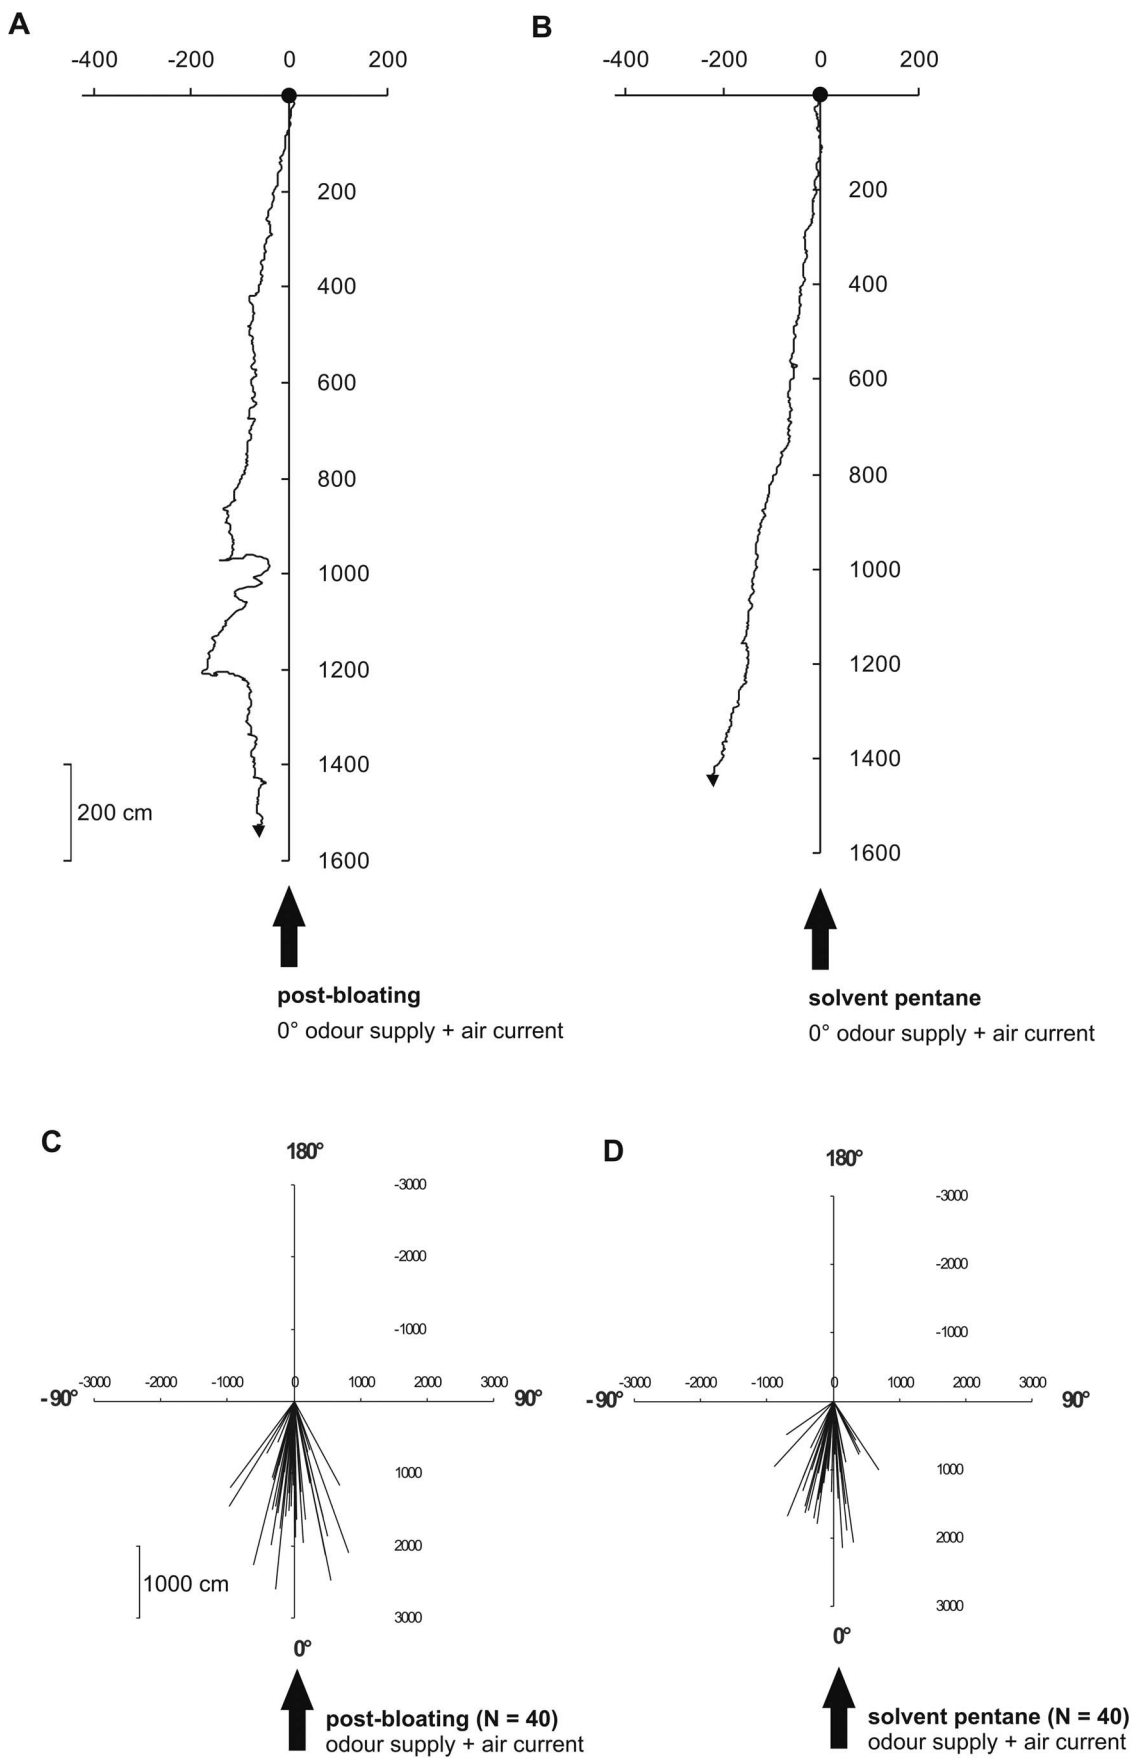 A
-400 -200 0 200
200
400
600
800
1000
1200
1400
1600
200 cm
post-bloating
0° odour supply + air current
B
-400 -200 0 200
200
400
600
800
1000
1200
1400
1600
solvent pentane
0° odour supply + air current
C
180°
-3000
-2000
-1000
-90° -3000 -2000 -1000 0 1000 2000 3000 90°
1000
2000
3000
1000 cm
0°
post-bloating (N = 40)
odour supply + air current
D
180°
-3000
-2000
-1000
-90° -3000 -2000 -1000 0 1000 2000 3000 90°
1000
2000
3000
0°
solvent pentane (N = 40)
odour supply + air current